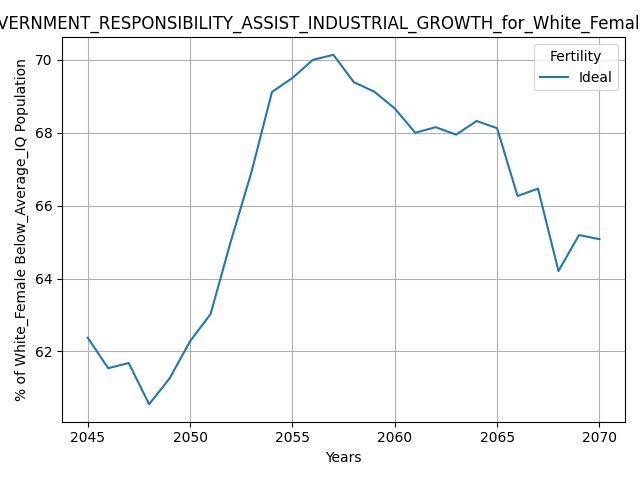 VERNMENT_RESPONSIBILITY_ASSIST_INDUSTRIAL_GROWTH_for_White_Femal
Fertility
Ideal
% of White_Female Below_Average_IQ Population
70
68
66
64
62
2045 2050 2055 2060 2065 2070
Years